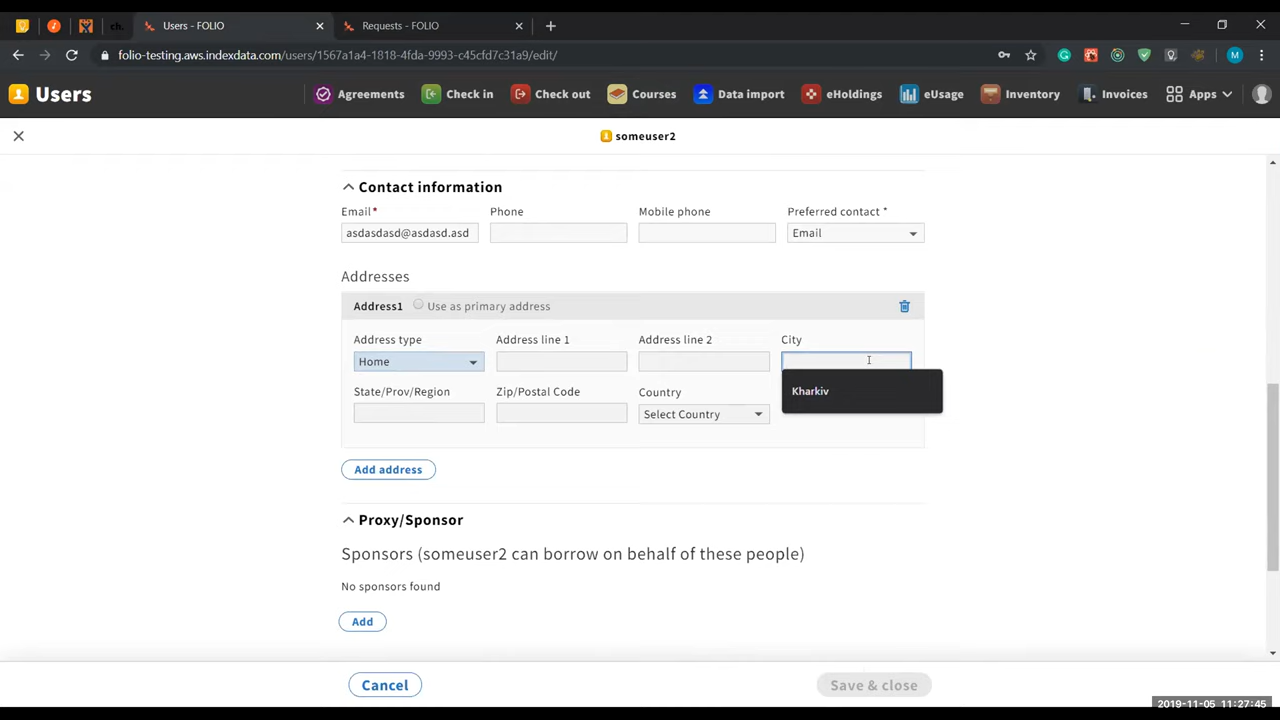 ch.
Users - FOLIO
Requests - FOLIO
folio-testing.aws.indexdata.com/users/1567a1a4-1818-4fda-9993-c45cfd7c31a9/edit/
M
Users
Agreements
Check in
Check out
Courses
Data import
eHoldings
eUsage
Inventory
Invoices
Apps
someuser2
Contact information
Email*
Phone
Mobile phone
Preferred contact *
asdasdasd@asdasd.asd
Email
Addresses
Address1
Use as primary address
Address type
Address line 1
Address line 2
City
Home
Kharkiv
State/Prov/Region
Zip/Postal Code
Country
Select Country
Add address
Proxy/Sponsor
Sponsors (someuser2 can borrow on behalf of these people)
No sponsors found
Add
Cancel
Save & close
2019-11-05 11:27:45